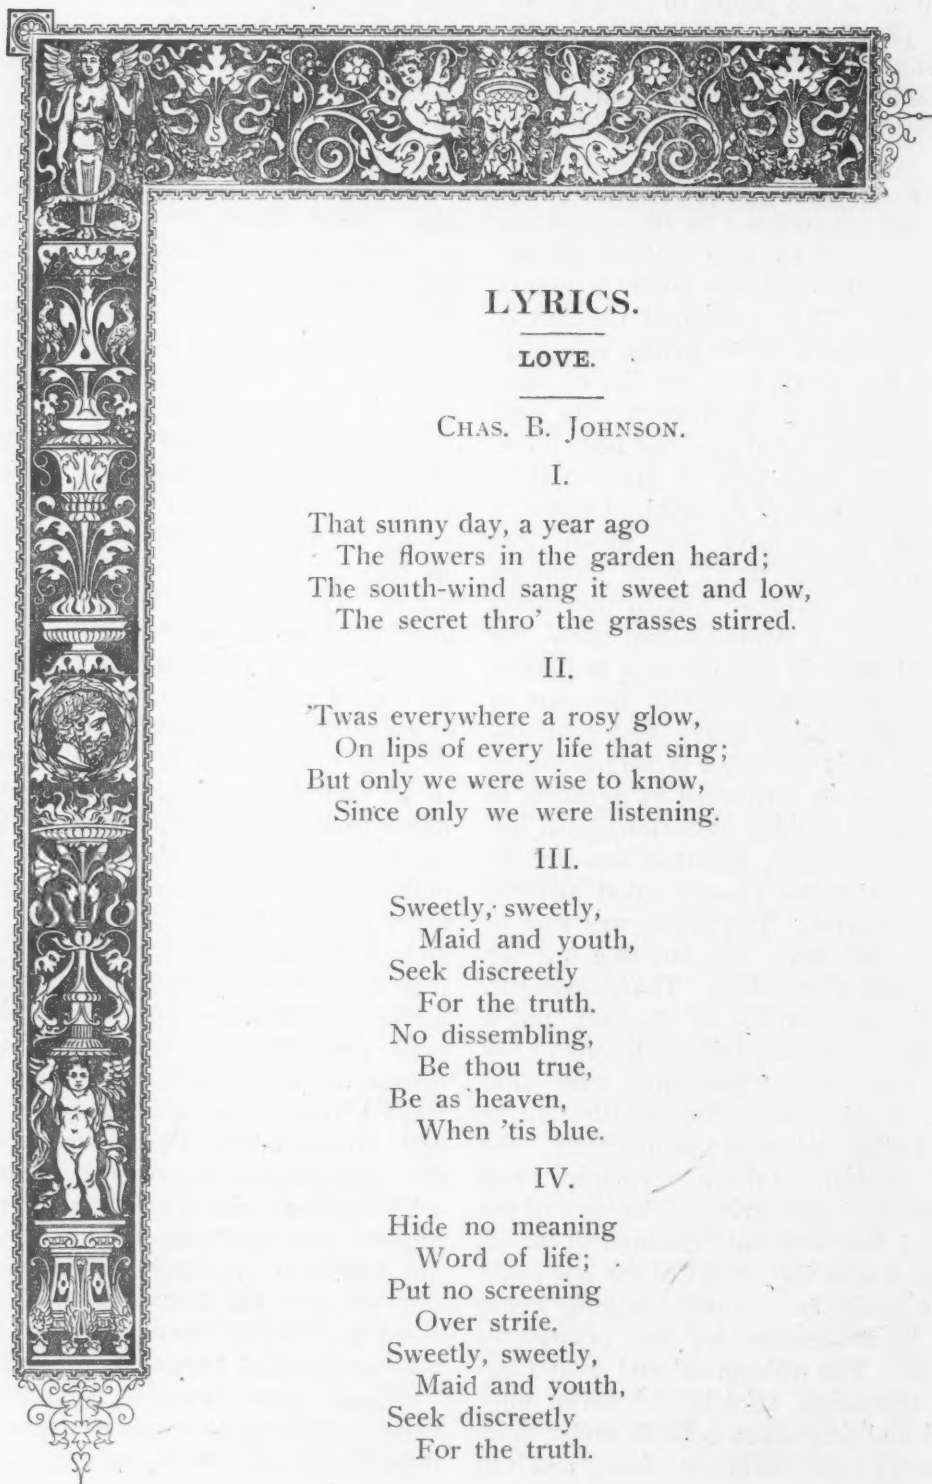 LYRICS.
LOVE.
CHAS. B. JOHNSON.
I.
That sunny day, a year ago
The flowers in the garden heard;
The south-wind sang it sweet and low,
The secret thro' the grasses stirred.
II.
'Twas everywhere a rosy glow,
On lips of every life that sing;
But only we were wise to know,
Since only we were listening.
III.
Sweetly, sweetly,
Maid and youth,
Seek discreetly
For the truth.
No dissembling,
Be thou true,
Be as heaven,
When 'tis blue.
IV.
Hide no meaning
Word of life;
Put no screening
Over strife.
Sweetly, sweetly,
Maid and youth,
Seek discreetly
For the truth.